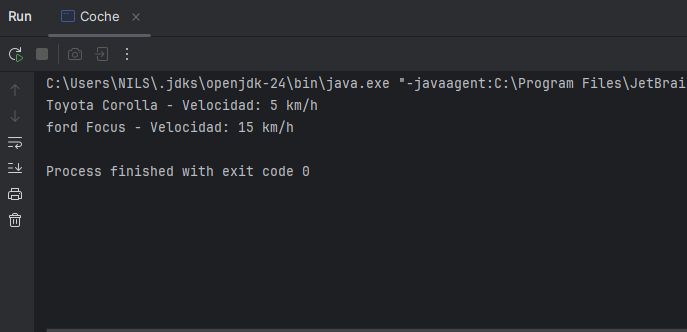 Run Coche
C:\Users\NILS\.jdks\openjdk-24\bin\java.exe "-javaagent:C:\Program Files\JetBrai
Toyota Corolla - Velocidad: 5 km/h
ford Focus - Velocidad: 15 km/h
Process finished with exit code 0